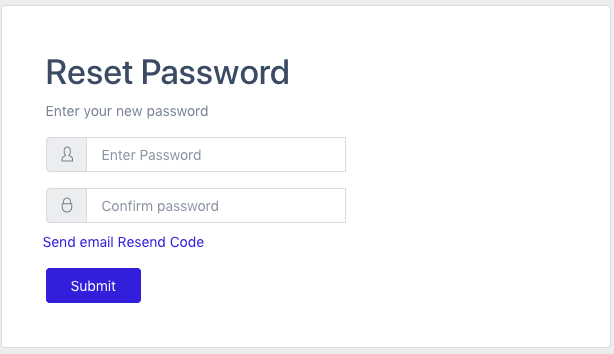 Reset Password
Enter your new password
Enter Password
Confirm password
Send email Resend Code
Submit